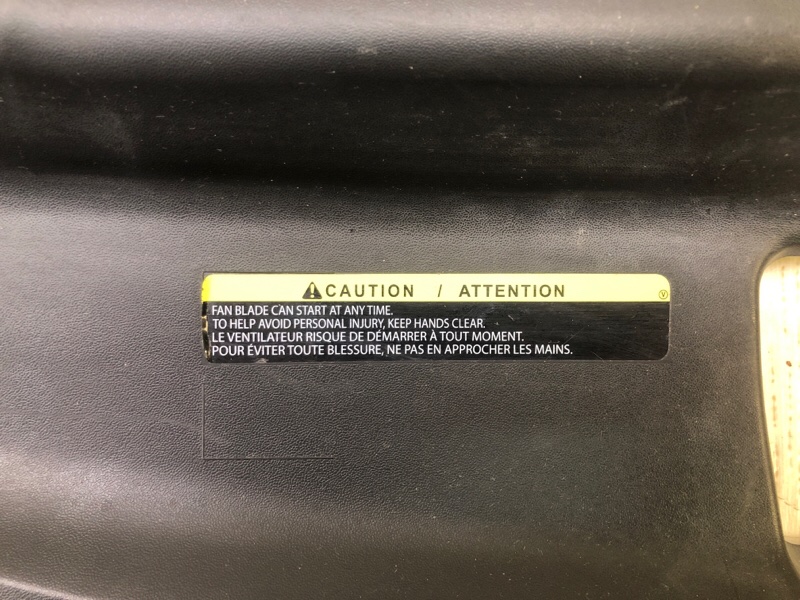 CAUTION / ATTENTION
FAN BLADE CAN START AT ANY TIME.
TO HELP AVOID PERSONAL INJURY, KEEP HANDS CLEAR.
LE VENTILATEUR RISQUE DE DÉMARRER À TOUT MOMENT.
POUR ÉVITER TOUTE BLESSURE, NE PAS EN APPROCHER LES MAINS.